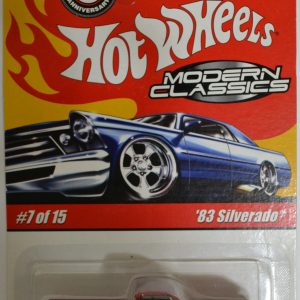 ANNIVERSARY
HOT WHEELS
MODERN
CLASSICS
#7 of 15
'83 Silverado